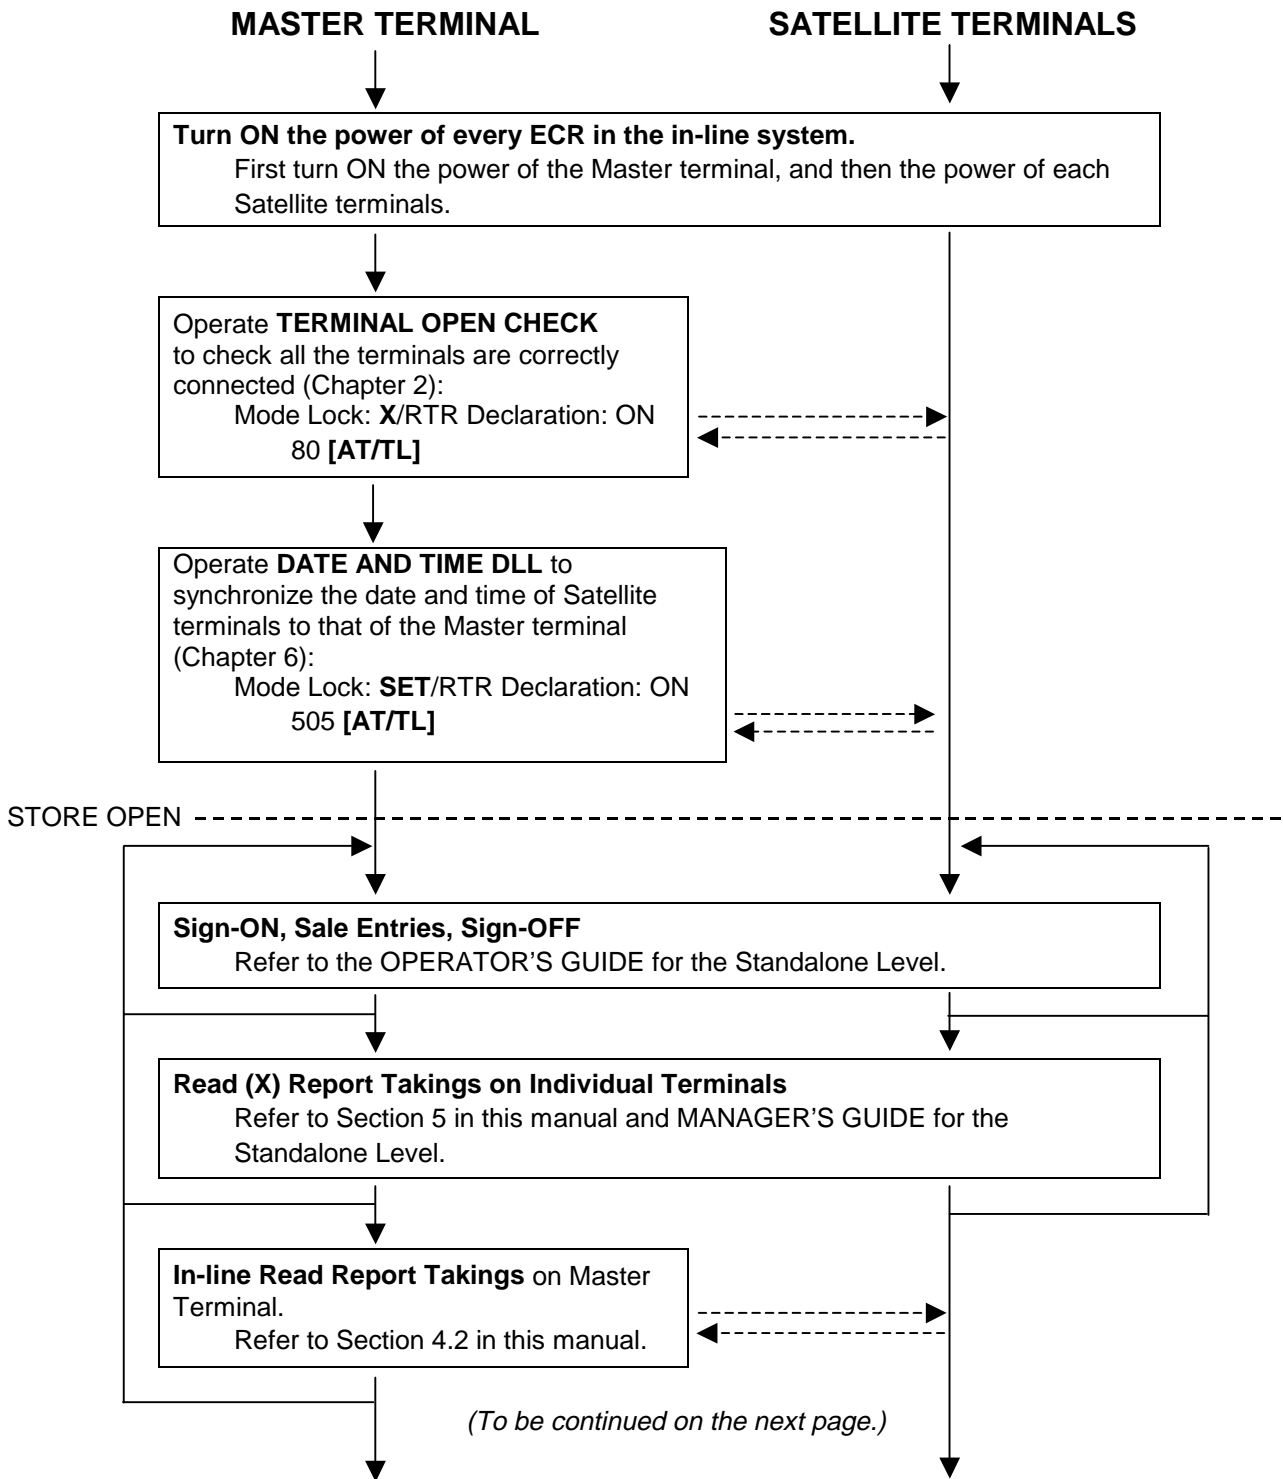 MASTER TERMINAL
SATELLITE TERMINALS
Turn ON the power of every ECR in the in-line system.
First turn ON the power of the Master terminal, and then the power of each
Satellite terminals.
Operate TERMINAL OPEN CHECK
to check all the terminals are correctly
connected (Chapter 2):
Mode Lock: X/RTR Declaration: ON
80 [AT/TL]
Operate DATE AND TIME DLL to
synchronize the date and time of Satellite
terminals to that of the Master terminal
(Chapter 6):
Mode Lock: SET/RTR Declaration: ON
505 [AT/TL]
STORE OPEN
Sign-ON, Sale Entries, Sign-OFF
Refer to the OPERATOR'S GUIDE for the Standalone Level.
Read (X) Report Takings on Individual Terminals
Refer to Section 5 in this manual and MANAGER'S GUIDE for the
Standalone Level.
In-line Read Report Takings on Master
Terminal.
Refer to Section 4.2 in this manual.
(To be continued on the next page.)